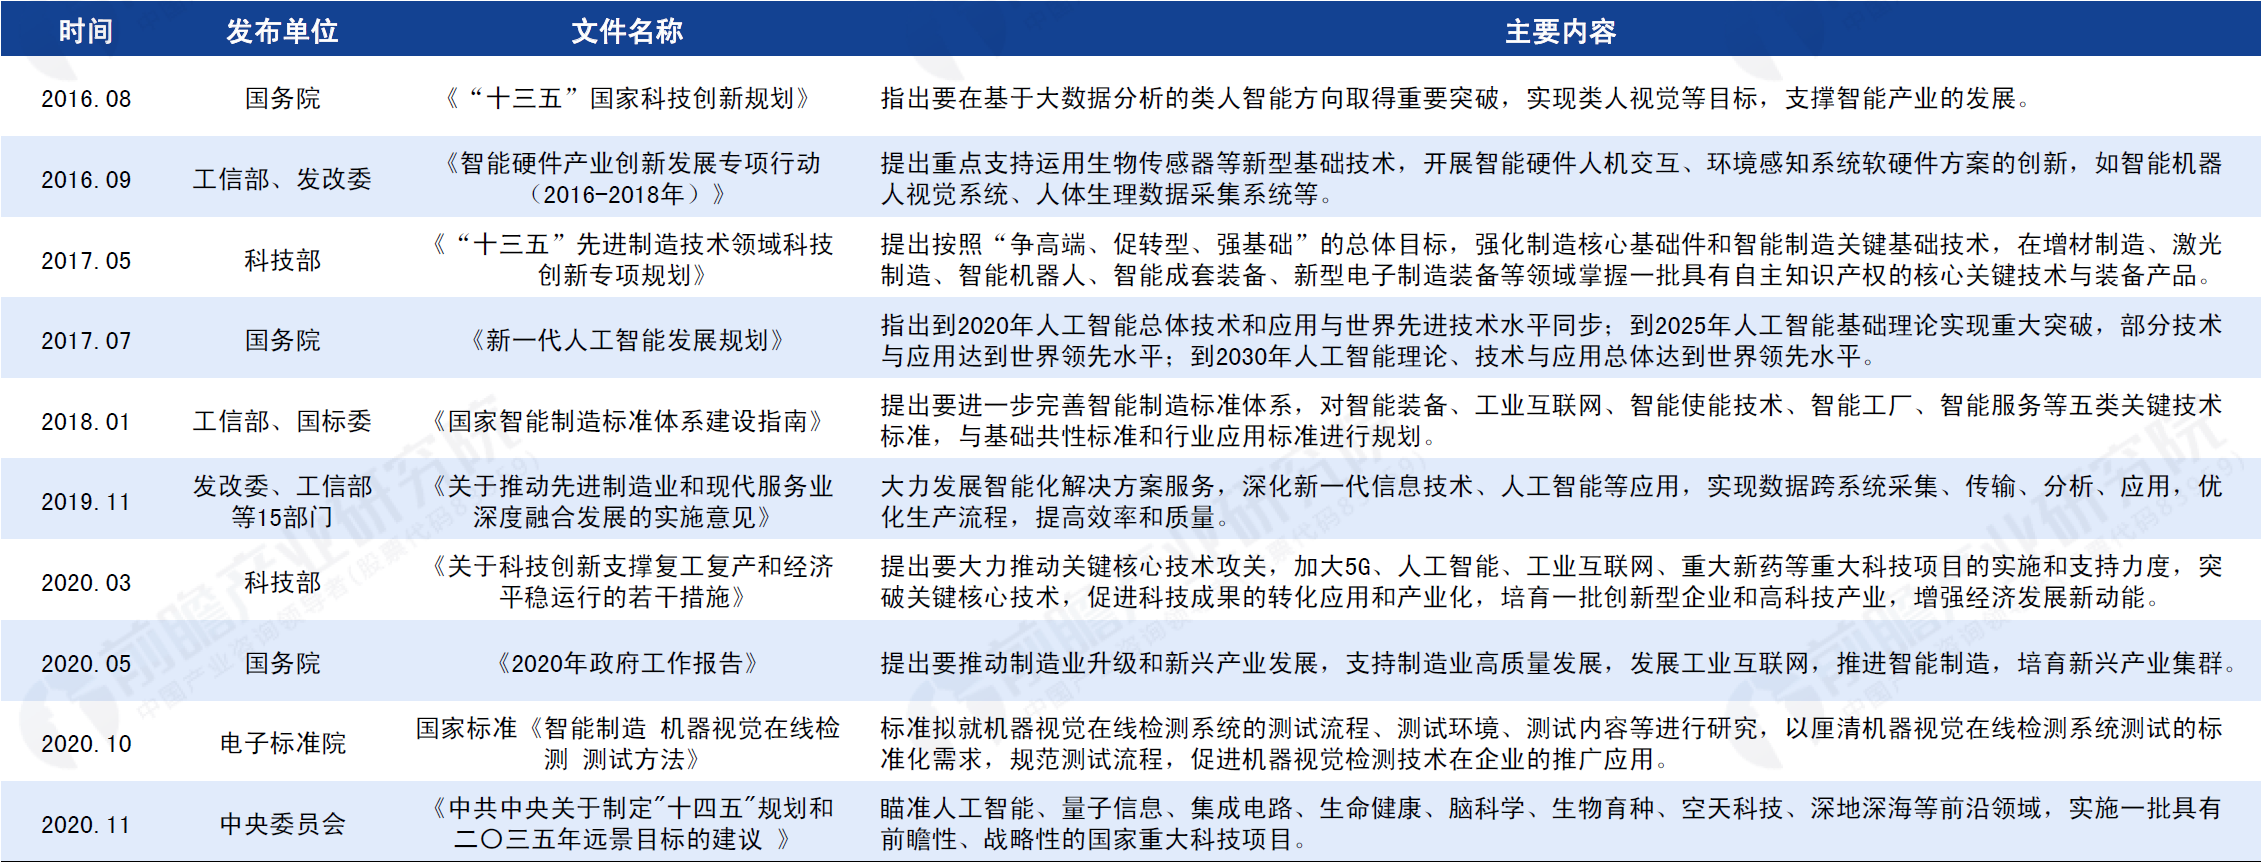 时间 发布单位 文件名称 主要内容
2016.08 国务院 《“十三五”国家科技创新规划》 指出要在基于大数据分析的类人智能方向取得重要突破，实现类人视觉等目标，支撑智能产业的发展。
2016.09 工信部、发改委
《智能硬件产业创新发展专项行动
（2016-2018年）》
提出重点支持运用生物传感器等新型基础技术，开展智能硬件人机交互、环境感知系统软硬件方案的创新，如智能机器
人视觉系统、人体生理数据采集系统等。
2017.05 科技部
《“十三五”先进制造技术领域科技
创新专项规划》
提出按照“争高端、促转型、强基础”的总体目标，强化制造核心基础件和智能制造关键基础技术，在增材制造、激光
制造、智能机器人、智能成套装备、新型电子制造装备等领域掌握一批具有自主知识产权的核心关键技术与装备产品。
2017.07 国务院 《新一代人工智能发展规划》
指出到2020年人工智能总体技术和应用与世界先进技术水平同步；到2025年人工智能基础理论实现重大突破，部分技术
与应用达到世界领先水平；到2030年人工智能理论、技术与应用总体达到世界领先水平。
2018.01 工信部、国标委 《国家智能制造标准体系建设指南》
提出要进一步完善智能制造标准体系，对智能装备、工业互联网、智能使能技术、智能工厂、智能服务等五类关键技术
标准，与基础共性标准和行业应用标准进行规划。
2019.11
发改委、工信部
等15部门
《关于推动先进制造业和现代服务业
深度融合发展的实施意见》
大力发展智能化解决方案服务，深化新一代信息技术、人工智能等应用，实现数据跨系统采集、传输、分析、应用，优
化生产流程，提高效率和质量。
2020.03 科技部
《关于科技创新支撑复工复产和经济
平稳运行的若干措施》
提出要大力推动关键核心技术攻关，加大5G、人工智能、工业互联网、重大新药等重大科技项目的实施和支持力度，突
破关键核心技术，促进科技成果的转化应用和产业化，培育一批创新型企业和高科技产业，增强经济发展新动能。
2020.05 国务院 《2020年政府工作报告》 提出要推动制造业升级和新兴产业发展，支持制造业高质量发展，发展工业互联网，推进智能制造，培育新兴产业集群。
2020.10 电子标准院
国家标准《智能制造 机器视觉在线检
测 测试方法》
标准拟就机器视觉在线检测系统的测试流程、测试环境、测试内容等进行研究，以厘清机器视觉在线检测系统测试的标
准化需求，规范测试流程，促进机器视觉检测技术在企业的推广应用。
2020.11 中央委员会
《中共中央关于制定"十四五"规划和
二〇三五年远景目标的建议 》
瞄准人工智能、量子信息、集成电路、生命健康、脑科学、生物育种、空天科技、深地深海等前沿领域，实施一批具有
前瞻性、战略性的国家重大科技项目。
前瞻产业研究院
中国产业咨询领导者(股票代码839599)